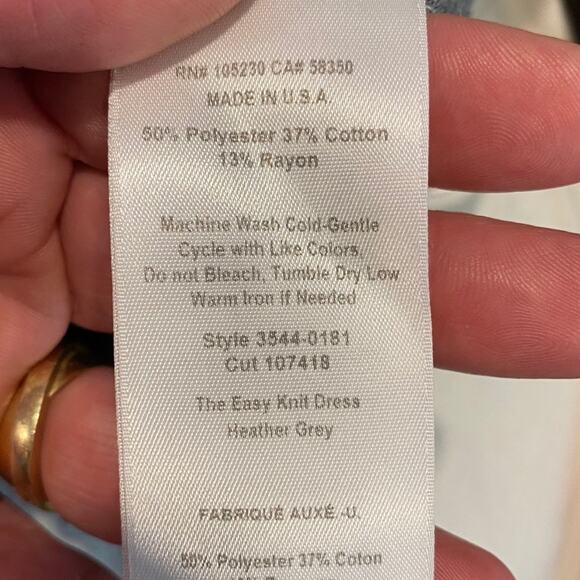 RN# 105230 CA# 58350
MADE IN U.S.A.
50% Polyester 37% Cotton
13% Rayon
Machine Wash Cold-Gentle
Cycle with Like Colors,
Do not Bleach, Tumble Dry Low
Warm Iron if Needed
Style 3544-0181
Cut 107418
The Easy Knit Dress
Heather Grey
FABRIQUÉ AUXÉ -U.
50% Polyester 37% Coton